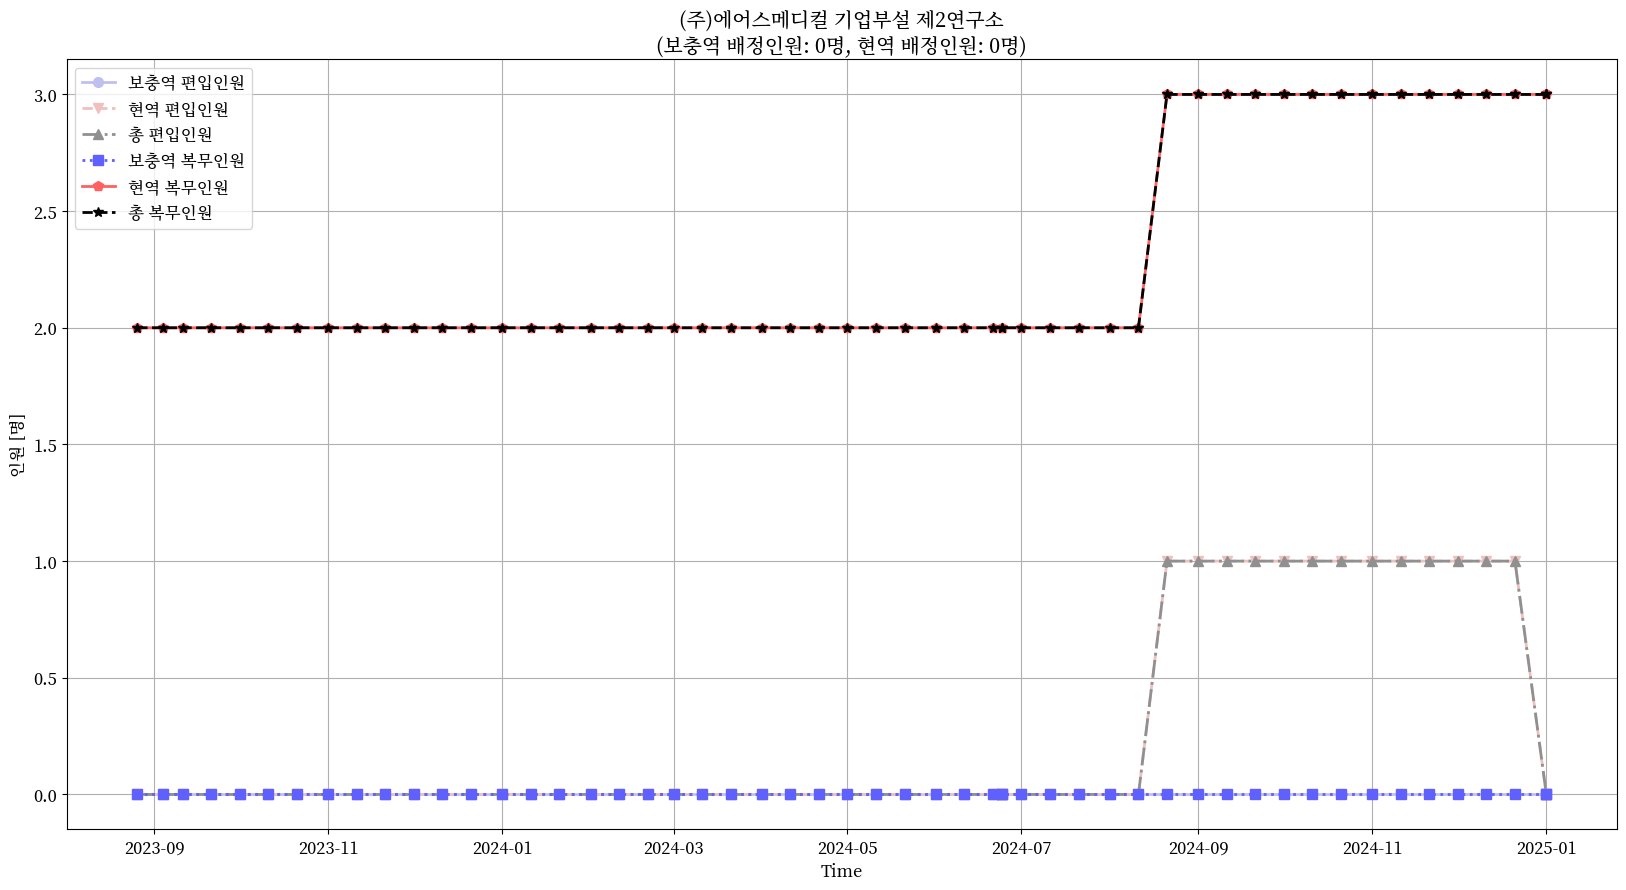 (주)에어스메디컬 기업부설 제2연구소
(보충역 배정인원: 0명, 현역 배정인원: 0명)
보충역 편입인원
현역 편입인원
총 편입인원
보충역 복무인원
현역 복무인원
총 복무인원
인원 [명]
3.0
2.5
2.0
1.5
1.0
0.5
0.0
2023-09
2023-11
2024-01
2024-03
2024-05
2024-07
2024-09
2024-11
2025-01
Time